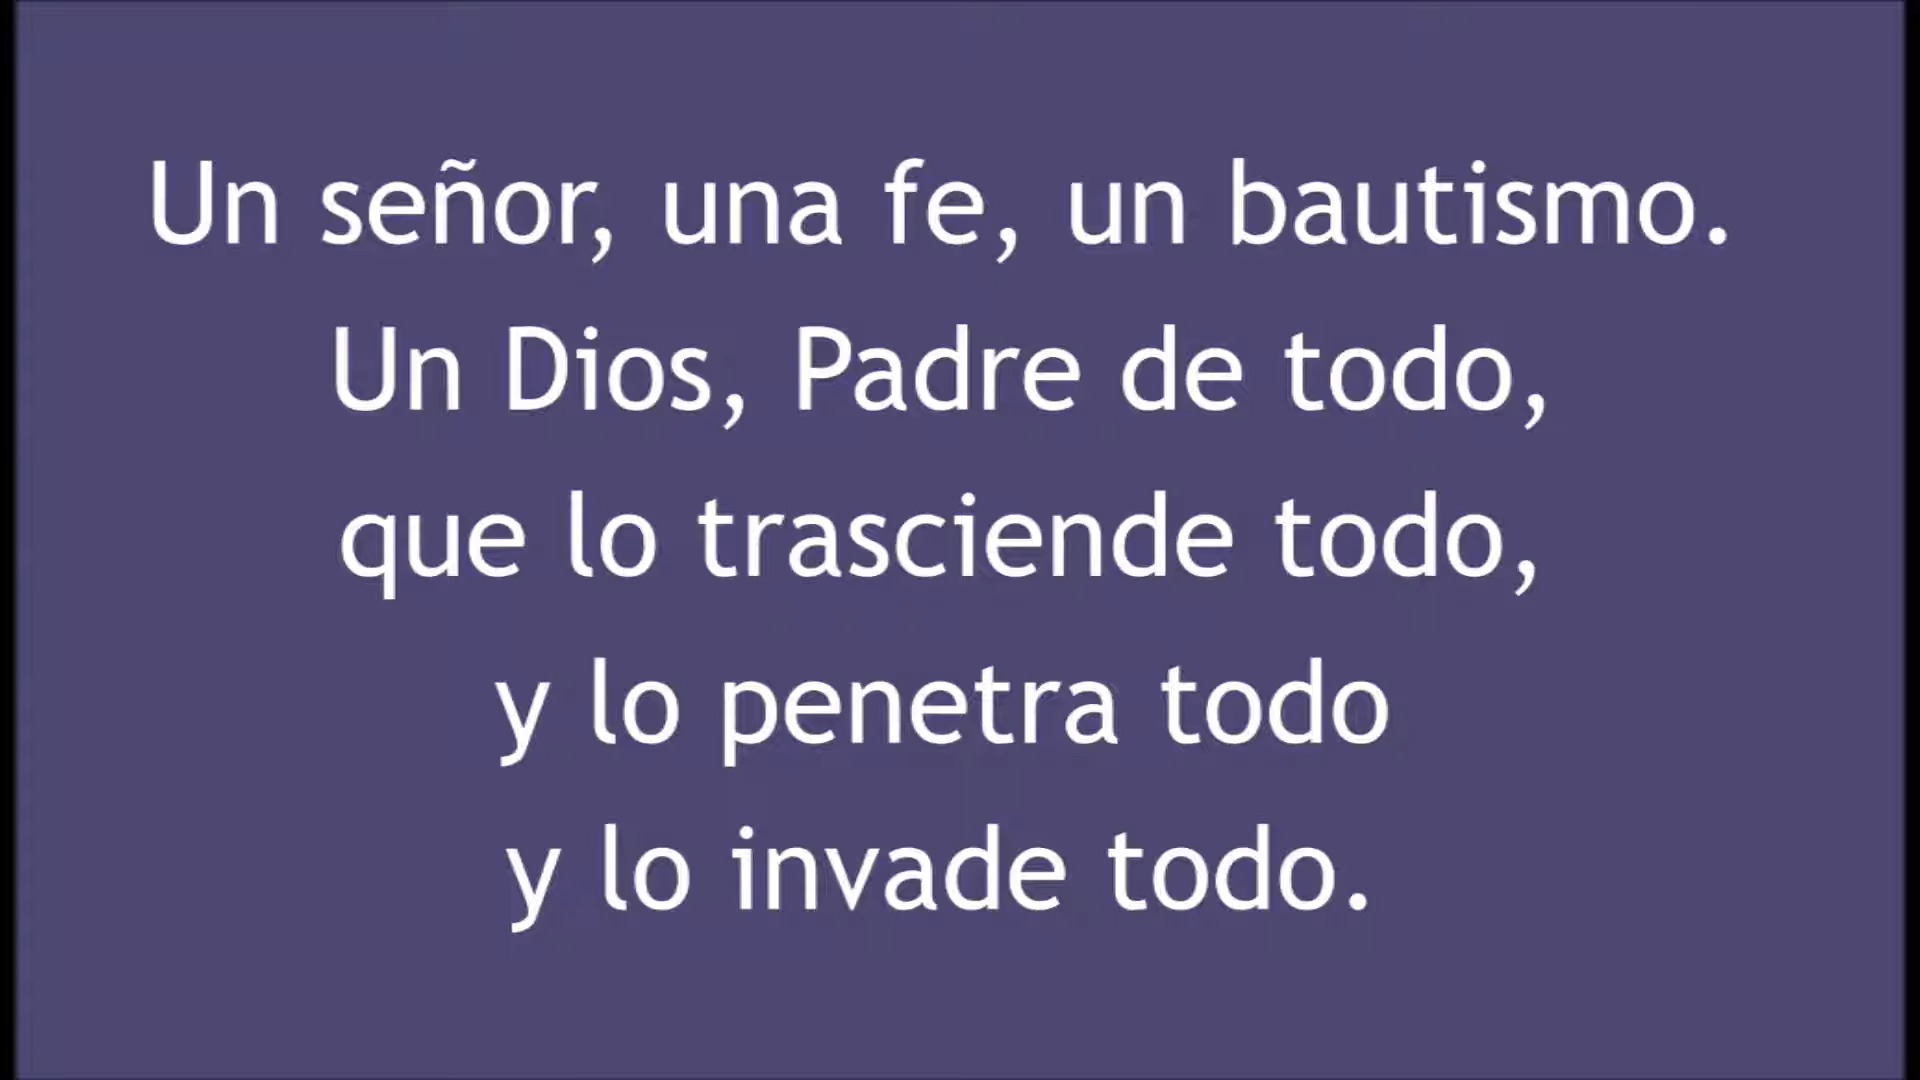 Un señor, una fe, un bautismo.
Un Dios, Padre de todo,
que lo trasciende todo,
y lo penetra todo
y lo invade todo.